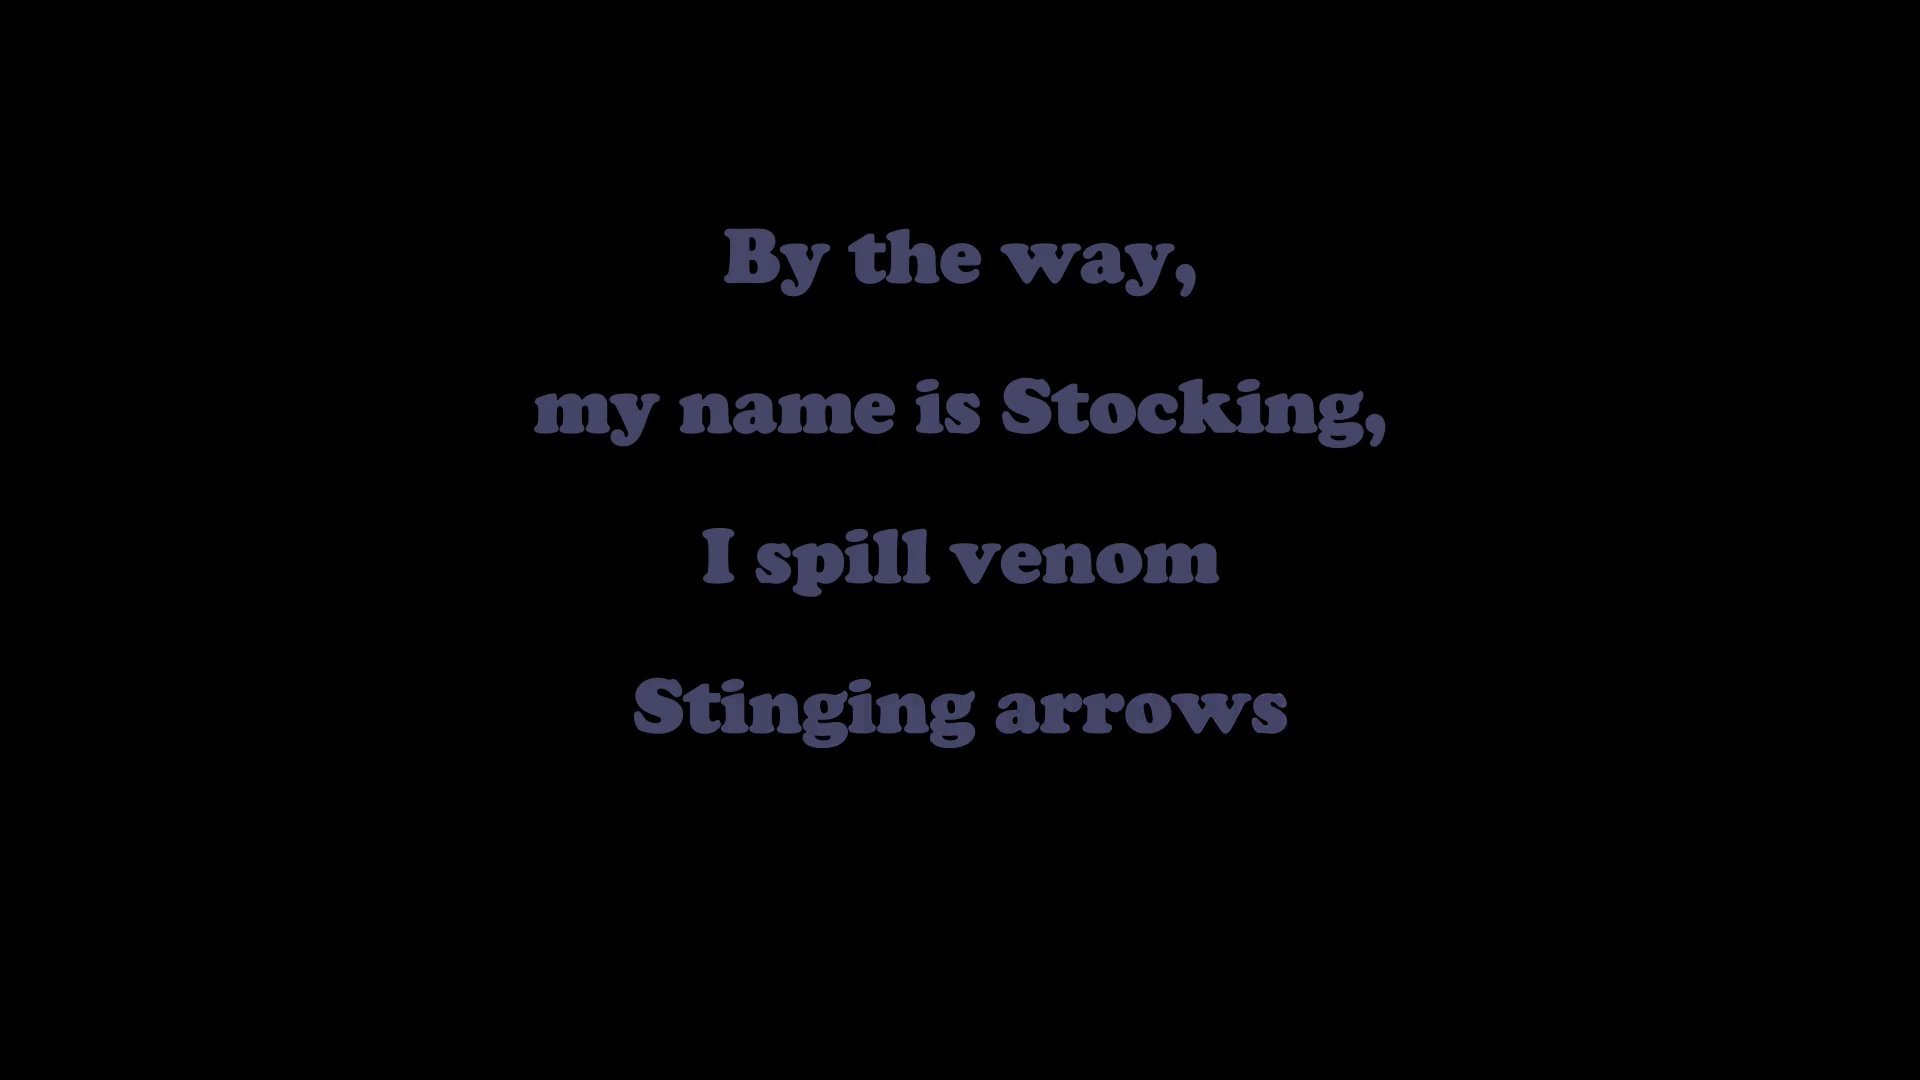 By the way,
my name is Stocking,
I spill venom
Stinging arrows